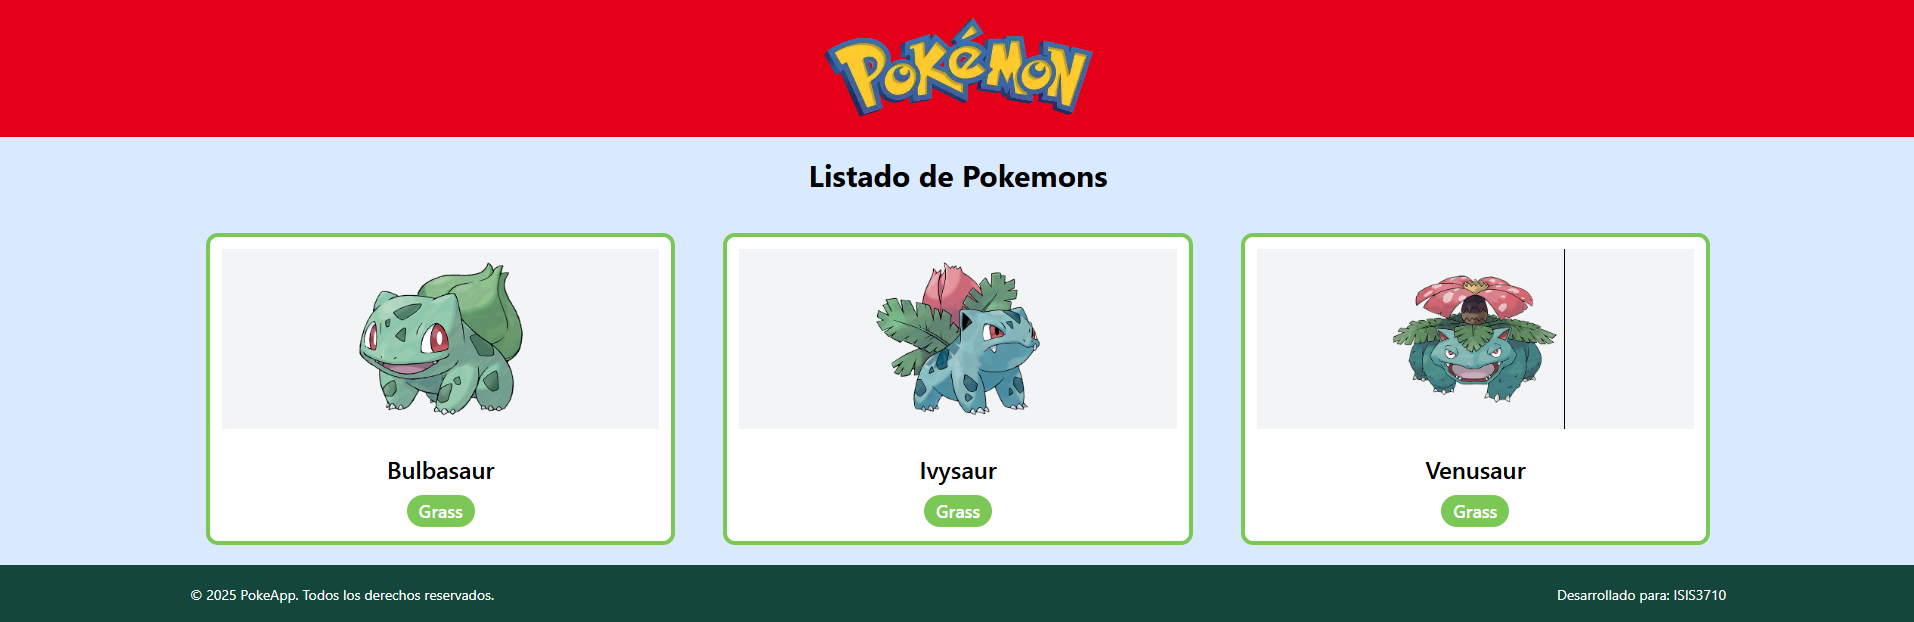 Pokémon
Listado de Pokemons
Bulbasaur
Grass
Ivysaur
Grass
Venusaur
Grass
© 2025 PokeApp. Todos los derechos reservados.
Desarrollado para: ISIS3710